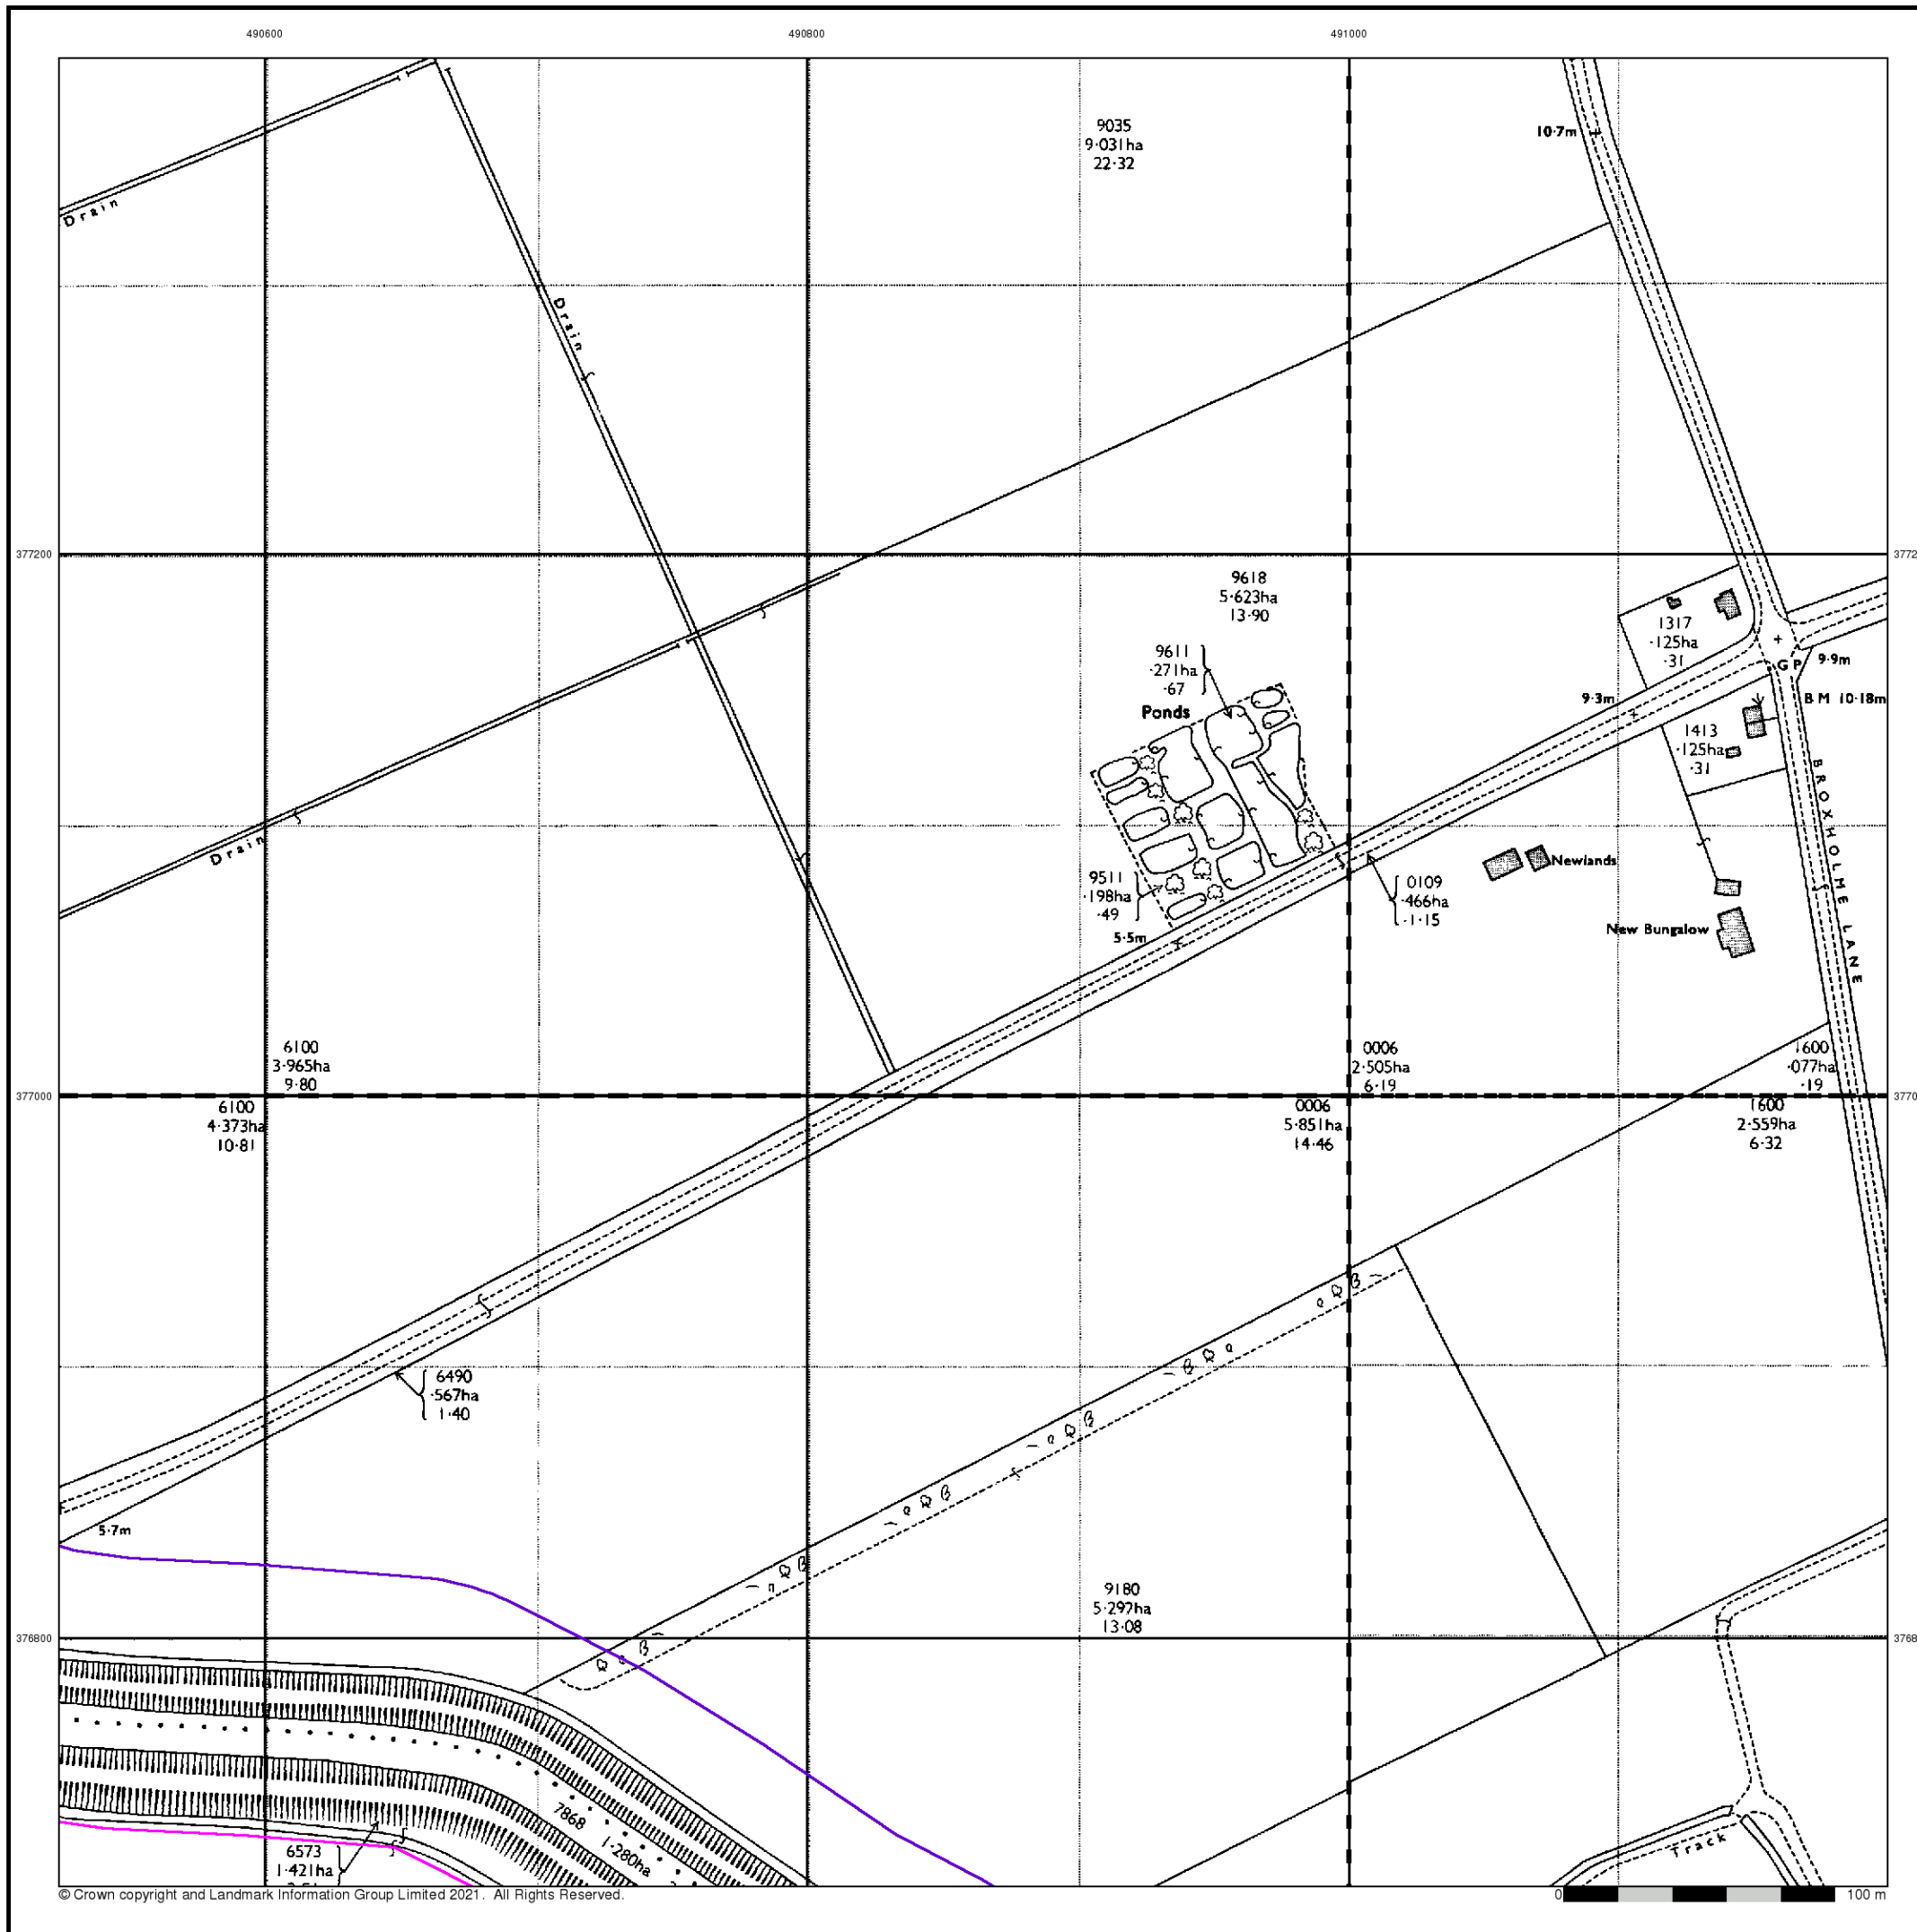 490600
490800
491000
9035
9·031ha
22·32
10·7m
Drain
Drain
377200
3772
9618
5·623ha
13·90
1317
·125ha
·31
9611
·271ha
·67
GP
9·9m
BM 10·18m
9·3m
Ponds
1413
·125ha
·31
BROXHOLME LANE
Drain
Newlands
9511
·198ha
·49
0109
·466ha
1·15
5·5m
New Bungalow
6100
3·965ha
9·80
0006
2·505ha
6·19
1600
·077ha
·19
377000
3770
6100
4·373ha
10·81
0006
5·851ha
14·46
1600
2·559ha
6·32
6490
·567ha
1·40
5·7m
9180
5·297ha
13·08
376800
3768
7868
1·280ha
6573
1·421ha
Track
© Crown copyright and Landmark Information Group Limited 2021. All Rights Reserved.
0
100 m